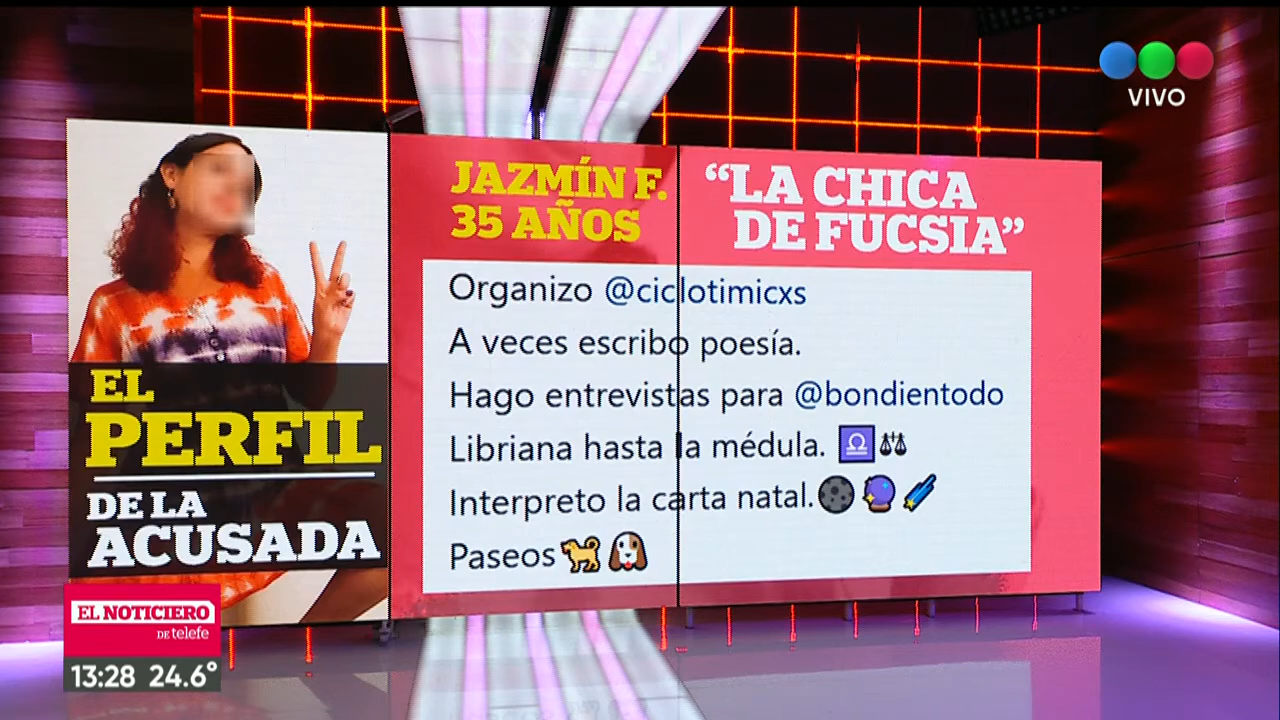 VIVO
JAZMÍN F.
35 AÑOS
“LA CHICA
DE FUCSIA”
Organizo @ciclotimicxs
A veces escribo poesía.
Hago entrevistas para @bondientodo
Libriana hasta la médula. ♎⚖
Interpreto la carta natal.🌑🔮☄
Paseos🐕🐶
EL
PERFIL
DE LA
ACUSADA
EL NOTICIERO
DE telefe
13:28 24.6°